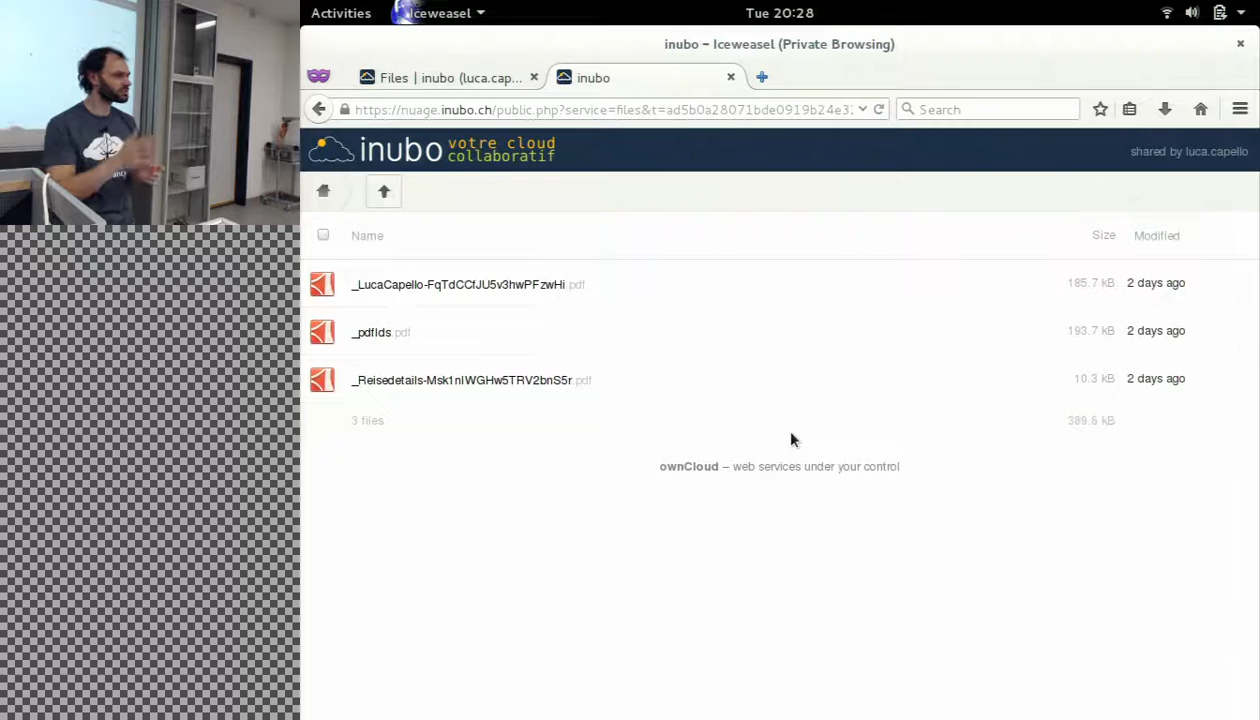 Activities
Iceweasel
Tue 20:28
inubo – Iceweasel (Private Browsing)
Files | inubo (luca.cap...
inubo
https://nuage.inubo.ch/public.php?service=files&t=ad5b0a28071bde0919b24e3
Search
inubo
votre cloud
collaboratif
shared by luca.capello
Name
Size
Modified
_LucaCapello-FqTdCCfJU5v3hwPFzwHi.pdf
185.7 kB
2 days ago
_pdflds.pdf
193.7 kB
2 days ago
_Reisedetails-Msk1nIWGHw5TRV2bnS5r.pdf
10.3 kB
2 days ago
3 files
389.6 kB
ownCloud – web services under your control